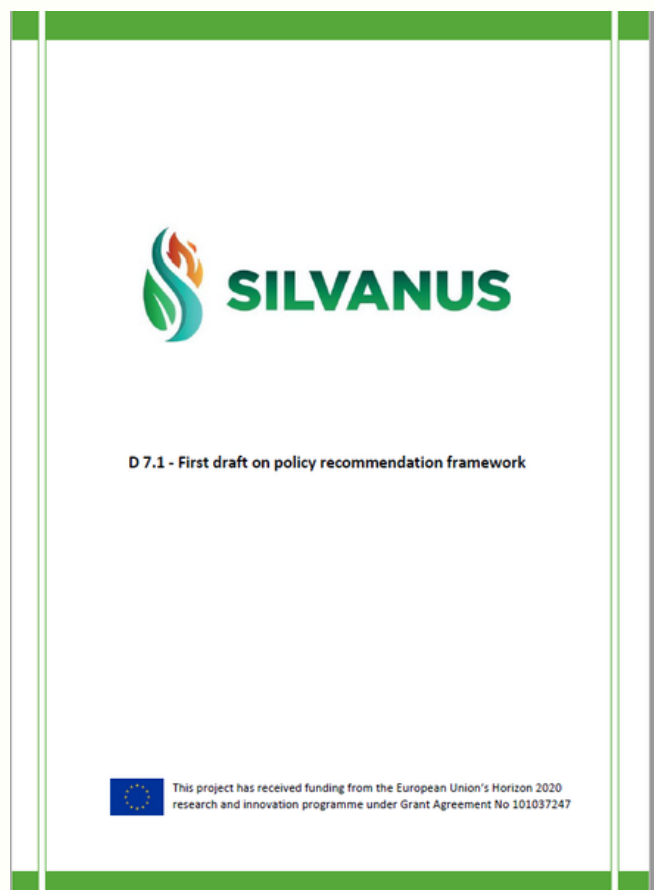 SILVANUS
D 7.1 - First draft on policy recommendation framework
This project has received funding from the European Union's Horizon 2020
research and innovation programme under Grant Agreement No 101037247